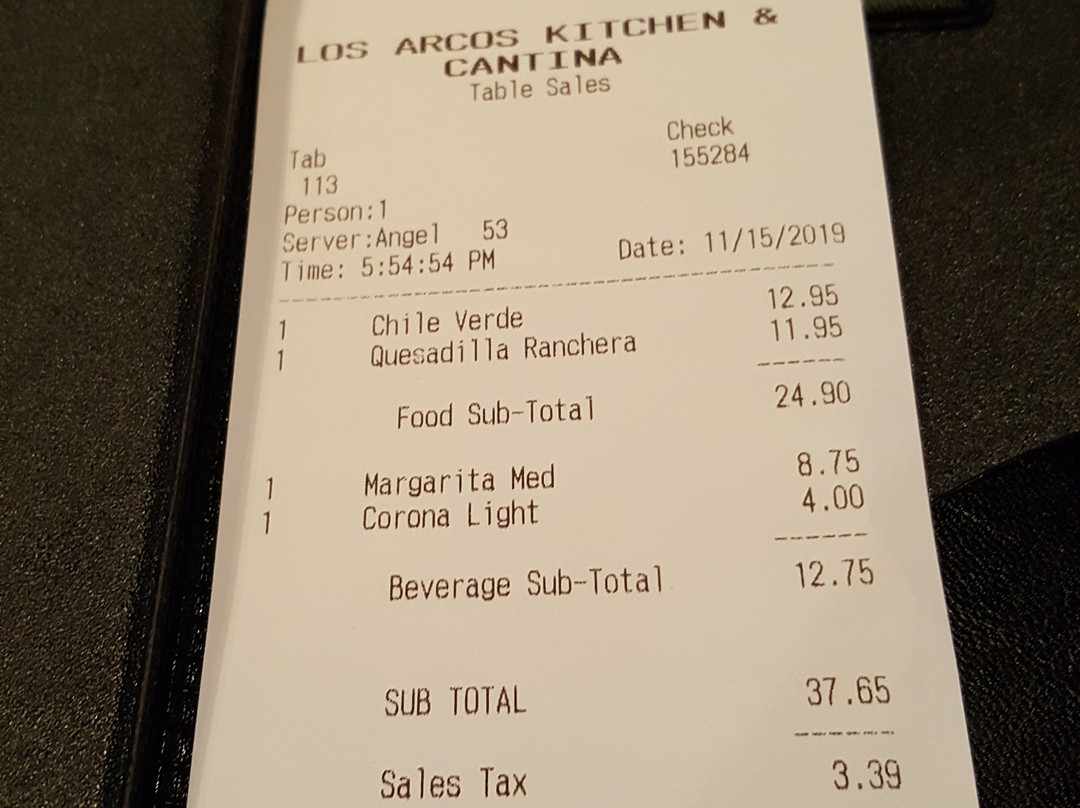 LOS ARCOS KITCHEN &
CANTINA
Table Sales
Tab Check
113 155284
Person:1
Server:Angel 53
Time: 5:54:54 PM Date: 11/15/2019
1 Chile Verde 12.95
1 Quesadilla Ranchera 11.95
Food Sub-Total 24.90
1 Margarita Med 8.75
1 Corona Light 4.00
Beverage Sub-Total 12.75
SUB TOTAL 37.65
Sales Tax 3.39